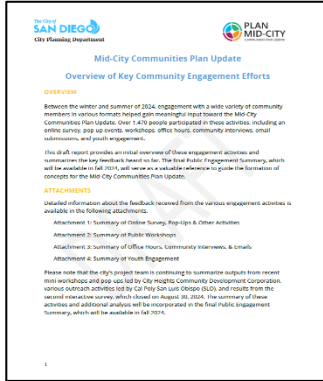 The City of
SAN DIEGO
City Planning Department
PLAN
MID-CITY
Mid-City Communities Plan Update
Overview of Key Community Engagement Efforts
OVERVIEW
Between the winter and summer of 2024, engagement with a wide variety of community
members in various formats helped gain meaningful input toward the Mid-City
Communities Plan Update. Over 1,470 people participated in these activities, including an
online survey, pop up events, workshops, office hours, community interviews, email
submissions, and youth engagement.
This draft report provides an initial overview of these engagement activities and
summarizes the key feedback heard so far. The final Public Engagement Summary, which
will be available in fall 2024, will serve as a valuable reference to guide the formation of
concepts for the Mid-City Communities Plan Update.
ATTACHMENTS
Detailed information about the feedback received from the various engagement activities is
available in the following attachments.
Attachment 1: Summary of Online Survey, Pop-Ups & Other Activities
Attachment 2: Summary of Public Workshops
Attachment 3: Summary of Office Hours, Community Interviews, & Emails
Attachment 4: Summary of Youth Engagement
Please note that the city's project team is continuing to summarize outputs from recent
mini workshops and pop-ups led by City Heights Community Development Corporation,
various outreach activities led by Cal Poly San Luis Obispo (SLO), and results from the
second interactive survey, which closed on August 30, 2024. The summary of these
activities and additional analysis will be incorporated in the final Public Engagement
Summary, which will be available in fall 2024.
1